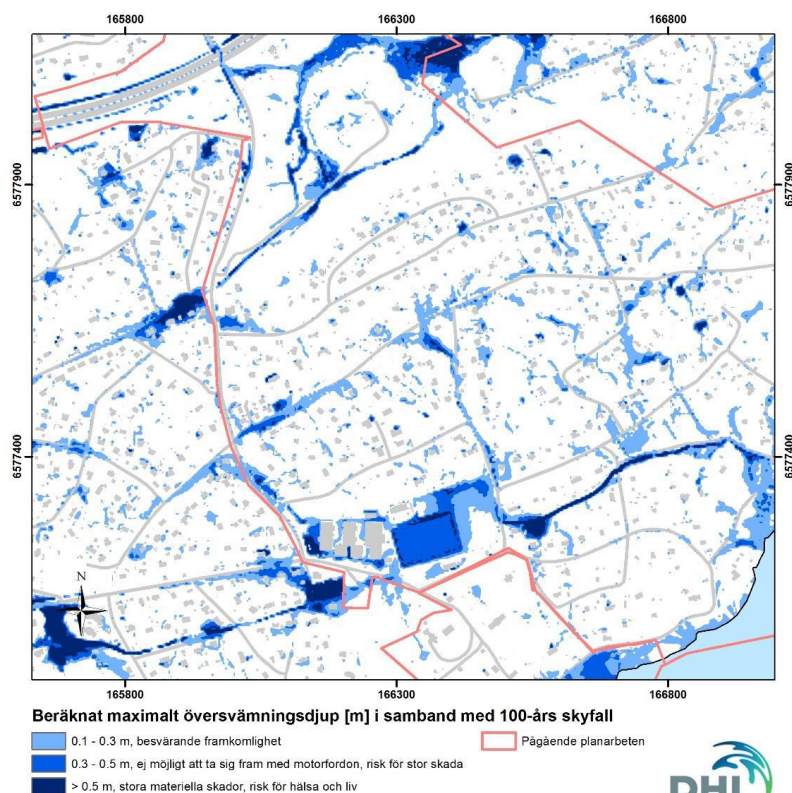 165800 166300 166800
6577900 6577900
6577400 6577400
N
165800 166300 166800
Beräknat maximalt översvämningsdjup [m] i samband med 100-års skyfall
0.1 - 0.3 m, besvärande framkomlighet
Pågående planarbeten
0.3 - 0.5 m, ej möjligt att ta sig fram med motorfordon, risk för stor skada
> 0.5 m, stora materiella skador, risk för hälsa och liv
DHI